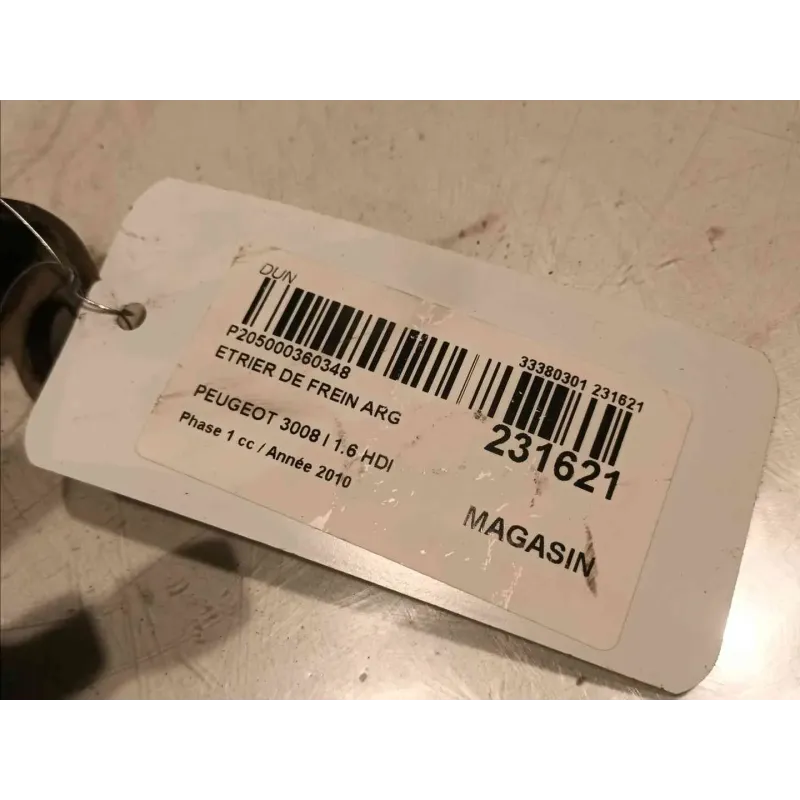 DUN
P205000360348
33380301 231621
ETRIER DE FREIN ARG
231621
PEUGEOT 3008 I 1.6 HDI
Phase 1 cc / Année 2010
MAGASIN